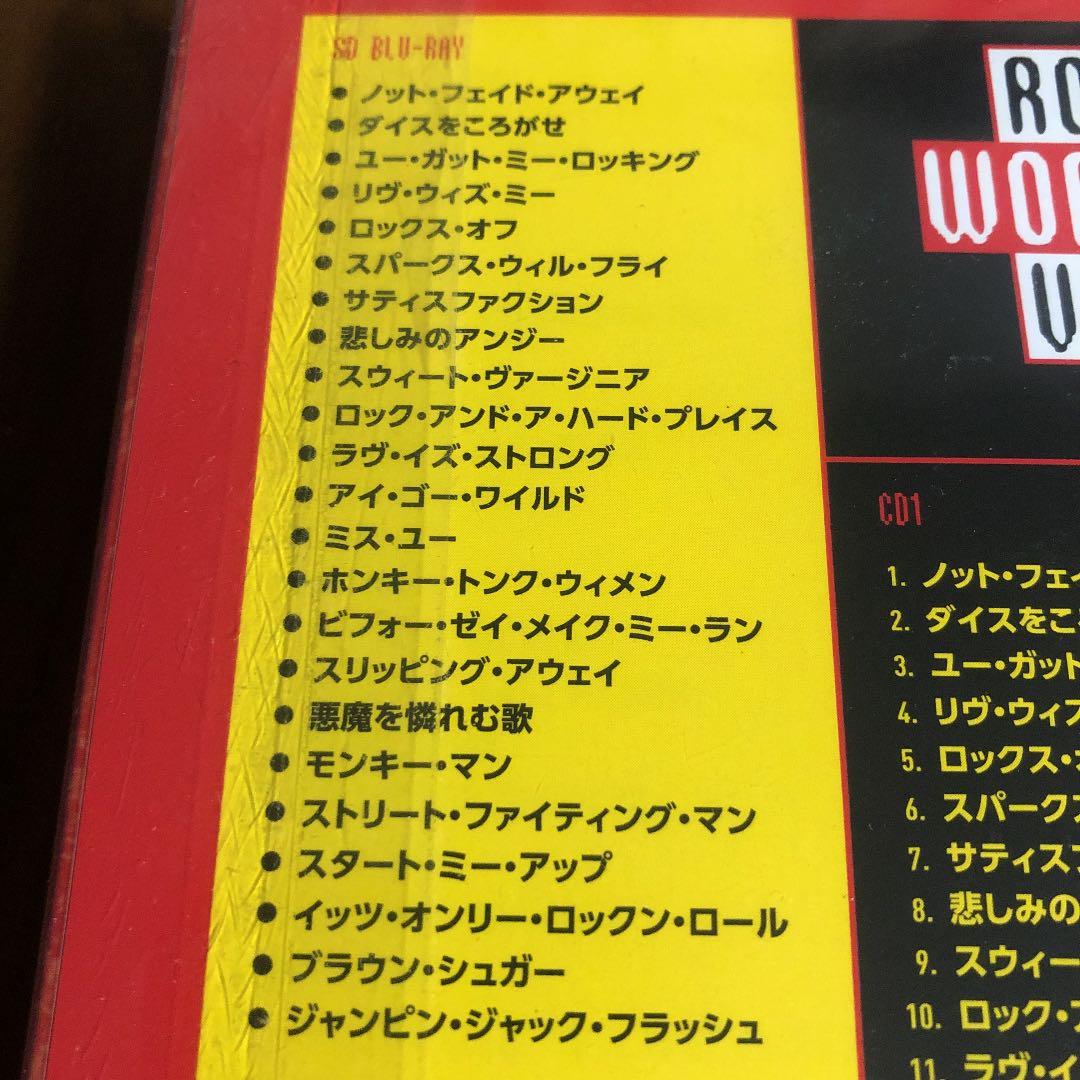 SD BLU-RAY
● ノット・フェイド・アウェイ
● ダイスをころがせ
● ユー・ガット・ミー・ロッキング
● リヴ・ウィズ・ミー
● ロックス・オフ
● スパークス・ウィル・フライ
● サティスファクション
● 悲しみのアンジー
● スウィート・ヴァージニア
● ロック・アンド・ア・ハード・プレイス
● ラヴ・イズ・ストロング
● アイ・ゴー・ワイルド
● ミス・ユー
● ホンキー・トンク・ウィメン
● ビフォー・ゼイ・メイク・ミー・ラン
● スリッピング・アウェイ
● 悪魔を憐れむ歌
● モンキー・マン
● ストリート・ファイティング・マン
● スタート・ミー・アップ
● イッツ・オンリー・ロックン・ロール
● ブラウン・シュガー
● ジャンピン・ジャック・フラッシュ
RO
WOO
V
CD1
1. ノット・フェイ
2. ダイスをこ
3. ユー・ガット
4. リヴ・ウィズ
5. ロックス・
6. スパークス
7. サティスフ
8. 悲しみの
9. スウィー
10. ロック・
11. ラヴ・イ